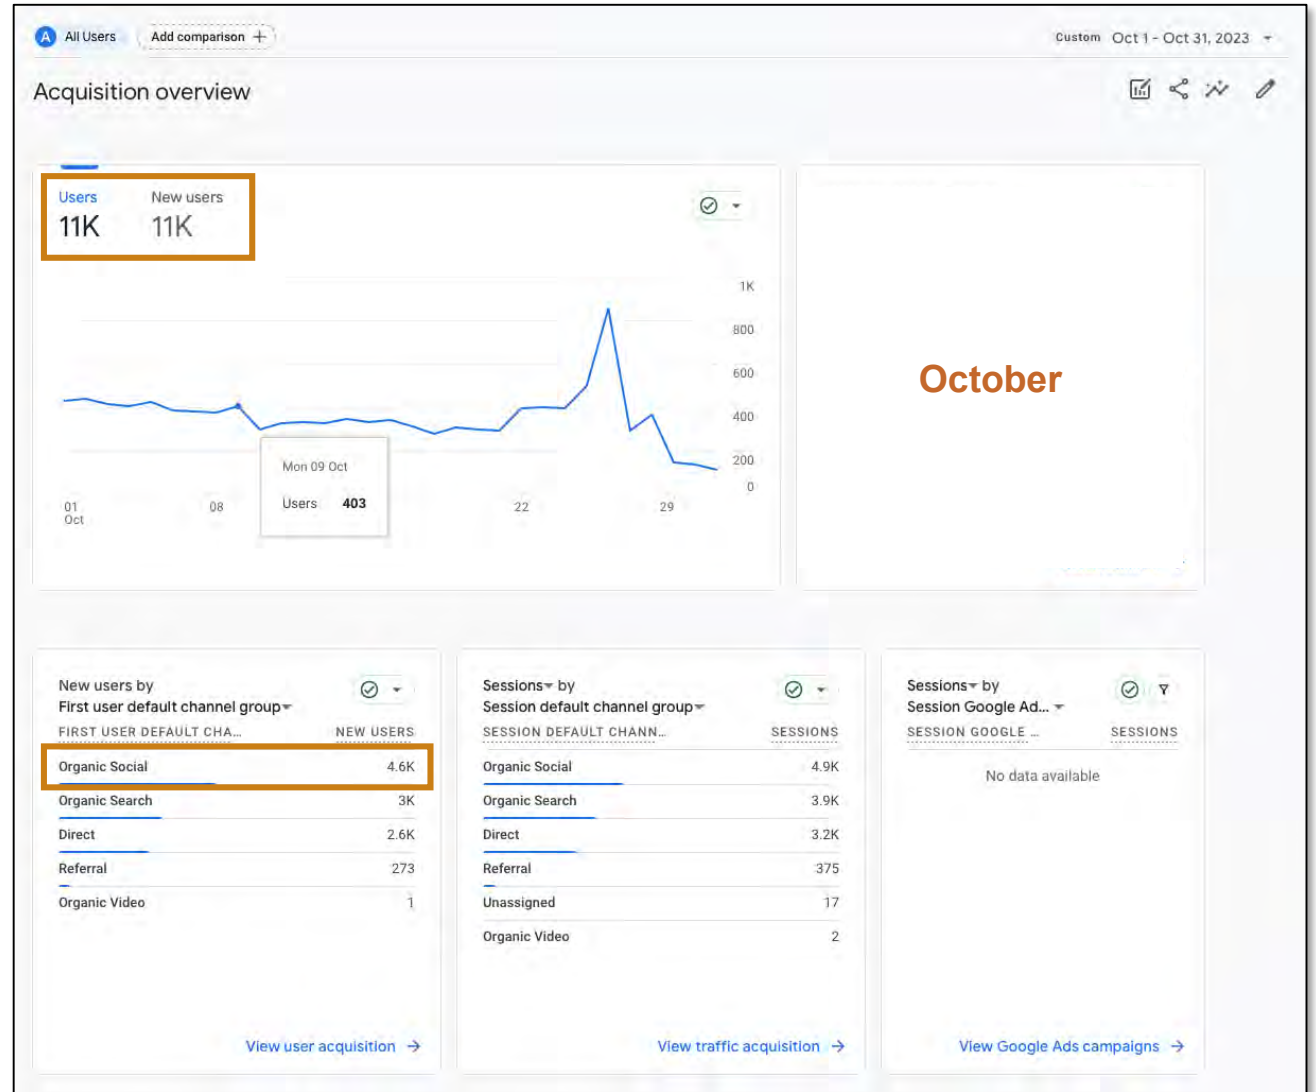 A All Users Add comparison + Custom Oct 1 - Oct 31, 2023
Acquisition overview
Users New users
11K 11K
1K
800
600
400
200
0
October
Mon 09 Oct
Users 403
01 08 22 29
Oct
New users by
First user default channel group
FIRST USER DEFAULT CHA... NEW USERS
Organic Social 4.6K
Organic Search 3K
Direct 2.6K
Referral 273
Organic Video 1
View user acquisition →
Sessions by
Session default channel group
SESSION DEFAULT CHANN... SESSIONS
Organic Social 4.9K
Organic Search 3.9K
Direct 3.2K
Referral 375
Unassigned 17
Organic Video 2
View traffic acquisition →
Sessions by
Session Google Ad...
SESSION GOOGLE ... SESSIONS
No data available
View Google Ads campaigns →